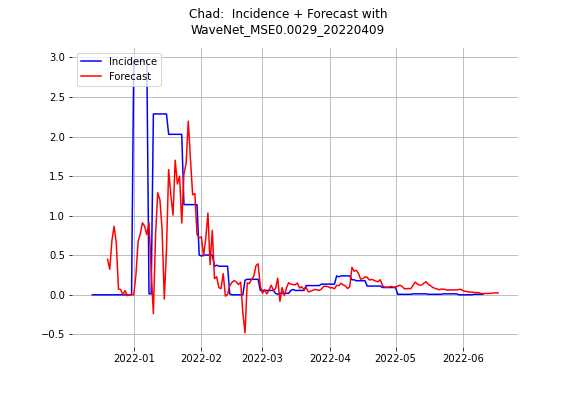 Chad:  Incidence + Forecast with
WaveNet_MSE0.0029_20220409
Incidence
Forecast
3.0
2.5
2.0
1.5
1.0
0.5
0.0
−0.5
2022-01 2022-02 2022-03 2022-04 2022-05 2022-06